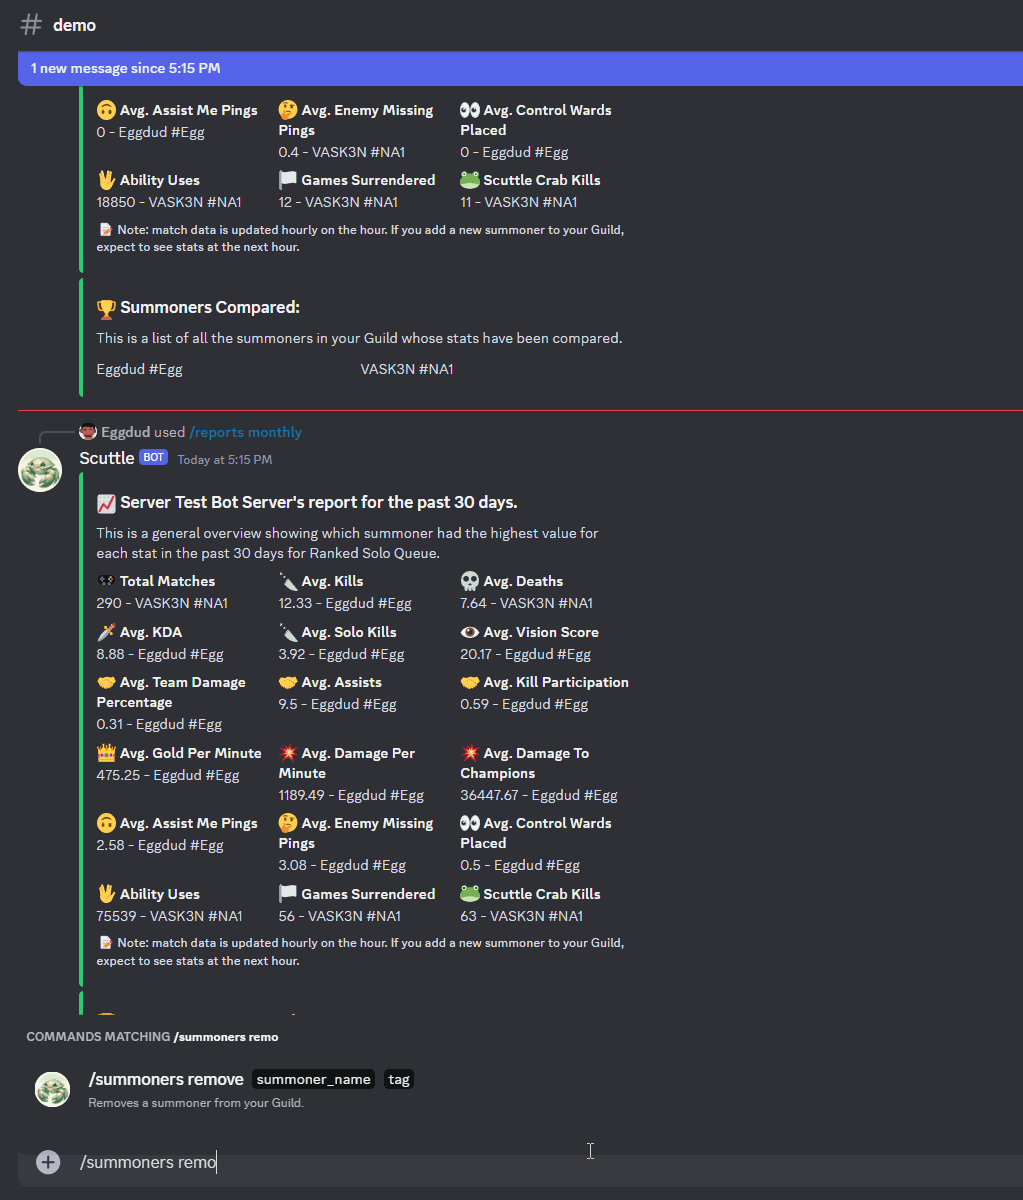 demo
1 new message since 5:15 PM
Avg. Assist Me Pings
0 - Eggdud #Egg
Avg. Enemy Missing
Pings
0.4 - VASK3N #NA1
Avg. Control Wards
Placed
0 - Eggdud #Egg
Ability Uses
18850 - VASK3N #NA1
Games Surrendered
12 - VASK3N #NA1
Scuttle Crab Kills
11 - VASK3N #NA1
Note: match data is updated hourly on the hour. If you add a new summoner to your Guild,
expect to see stats at the next hour.
Summoners Compared:
This is a list of all the summoners in your Guild whose stats have been compared.
Eggdud #Egg
VASK3N #NA1
Eggdud used /reports monthly
Scuttle BOT Today at 5:15 PM
Server Test Bot Server's report for the past 30 days.
This is a general overview showing which summoner had the highest value for
each stat in the past 30 days for Ranked Solo Queue.
Total Matches
290 - VASK3N #NA1
Avg. Kills
12.33 - Eggdud #Egg
Avg. Deaths
7.64 - VASK3N #NA1
Avg. KDA
8.88 - Eggdud #Egg
Avg. Solo Kills
3.92 - Eggdud #Egg
Avg. Vision Score
20.17 - Eggdud #Egg
Avg. Team Damage
Percentage
0.31 - Eggdud #Egg
Avg. Assists
9.5 - Eggdud #Egg
Avg. Kill Participation
0.59 - Eggdud #Egg
Avg. Gold Per Minute
475.25 - Eggdud #Egg
Avg. Damage Per
Minute
1189.49 - Eggdud #Egg
Avg. Damage To
Champions
36447.67 - Eggdud #Egg
Avg. Assist Me Pings
2.58 - Eggdud #Egg
Avg. Enemy Missing
Pings
3.08 - Eggdud #Egg
Avg. Control Wards
Placed
0.5 - Eggdud #Egg
Ability Uses
75539 - VASK3N #NA1
Games Surrendered
56 - VASK3N #NA1
Scuttle Crab Kills
63 - VASK3N #NA1
Note: match data is updated hourly on the hour. If you add a new summoner to your Guild,
expect to see stats at the next hour.
COMMANDS MATCHING /summoners remo
/summoners remove summoner_name tag
Removes a summoner from your Guild.
/summoners remo